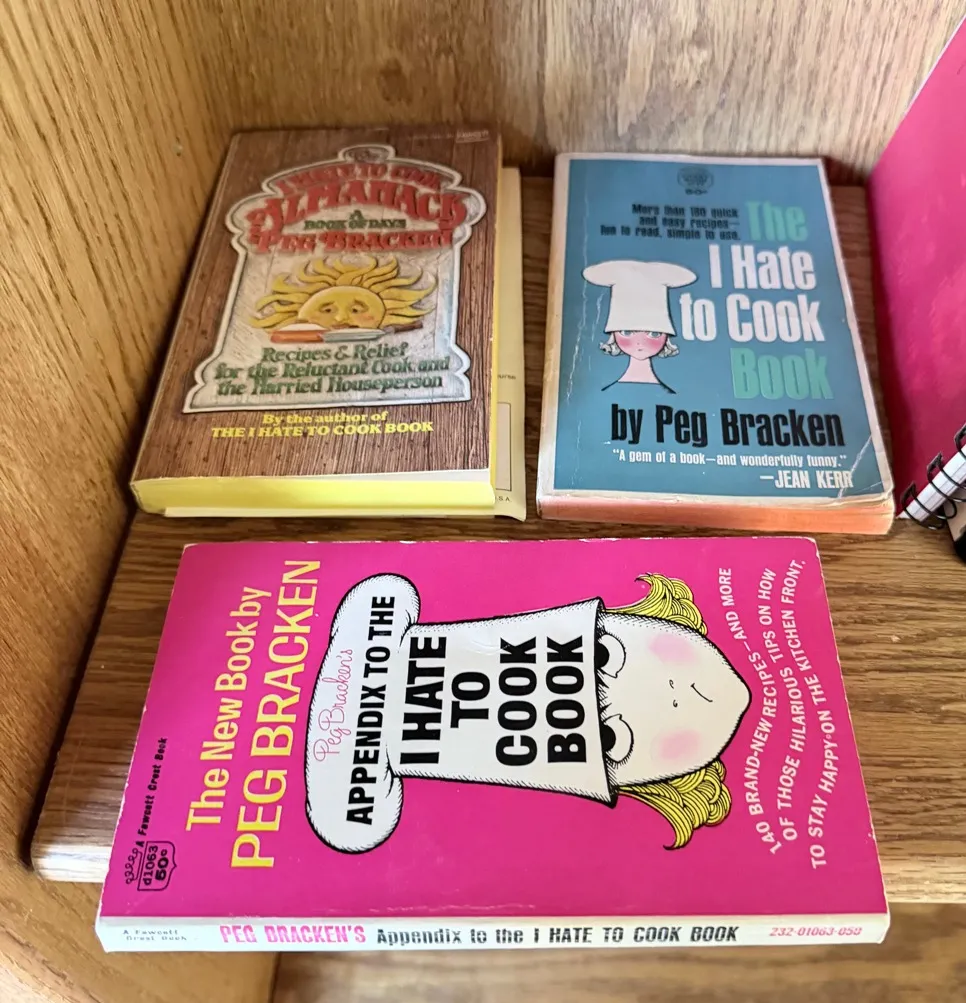 I HATE TO COOK
ALMANACK
A
BOOK OF DAYS
PEG BRACKEN
Recipes & Relief
for the Reluctant Cook and
the Harried Houseperson
By the author of
THE I HATE TO COOK BOOK
U.S.A.
50¢
More than 180 quick
and easy recipes—
fun to read, simple to use.
The
I Hate
to Cook
Book
by Peg Bracken
"A gem of a book—and wonderfully funny."
—JEAN KERR
A Fawcett Crest Book
d1063
50¢
The New Book by
PEG BRACKEN
Peg Bracken's
APPENDIX TO THE
I HATE
TO
COOK
BOOK
140 BRAND-NEW RECIPES—AND MORE
OF THOSE HILARIOUS TIPS ON HOW
TO STAY HAPPY ON THE KITCHEN FRONT.
A Fawcett
Crest Book
PEG BRACKEN'S Appendix to the I HATE TO COOK BOOK
232-01063-050